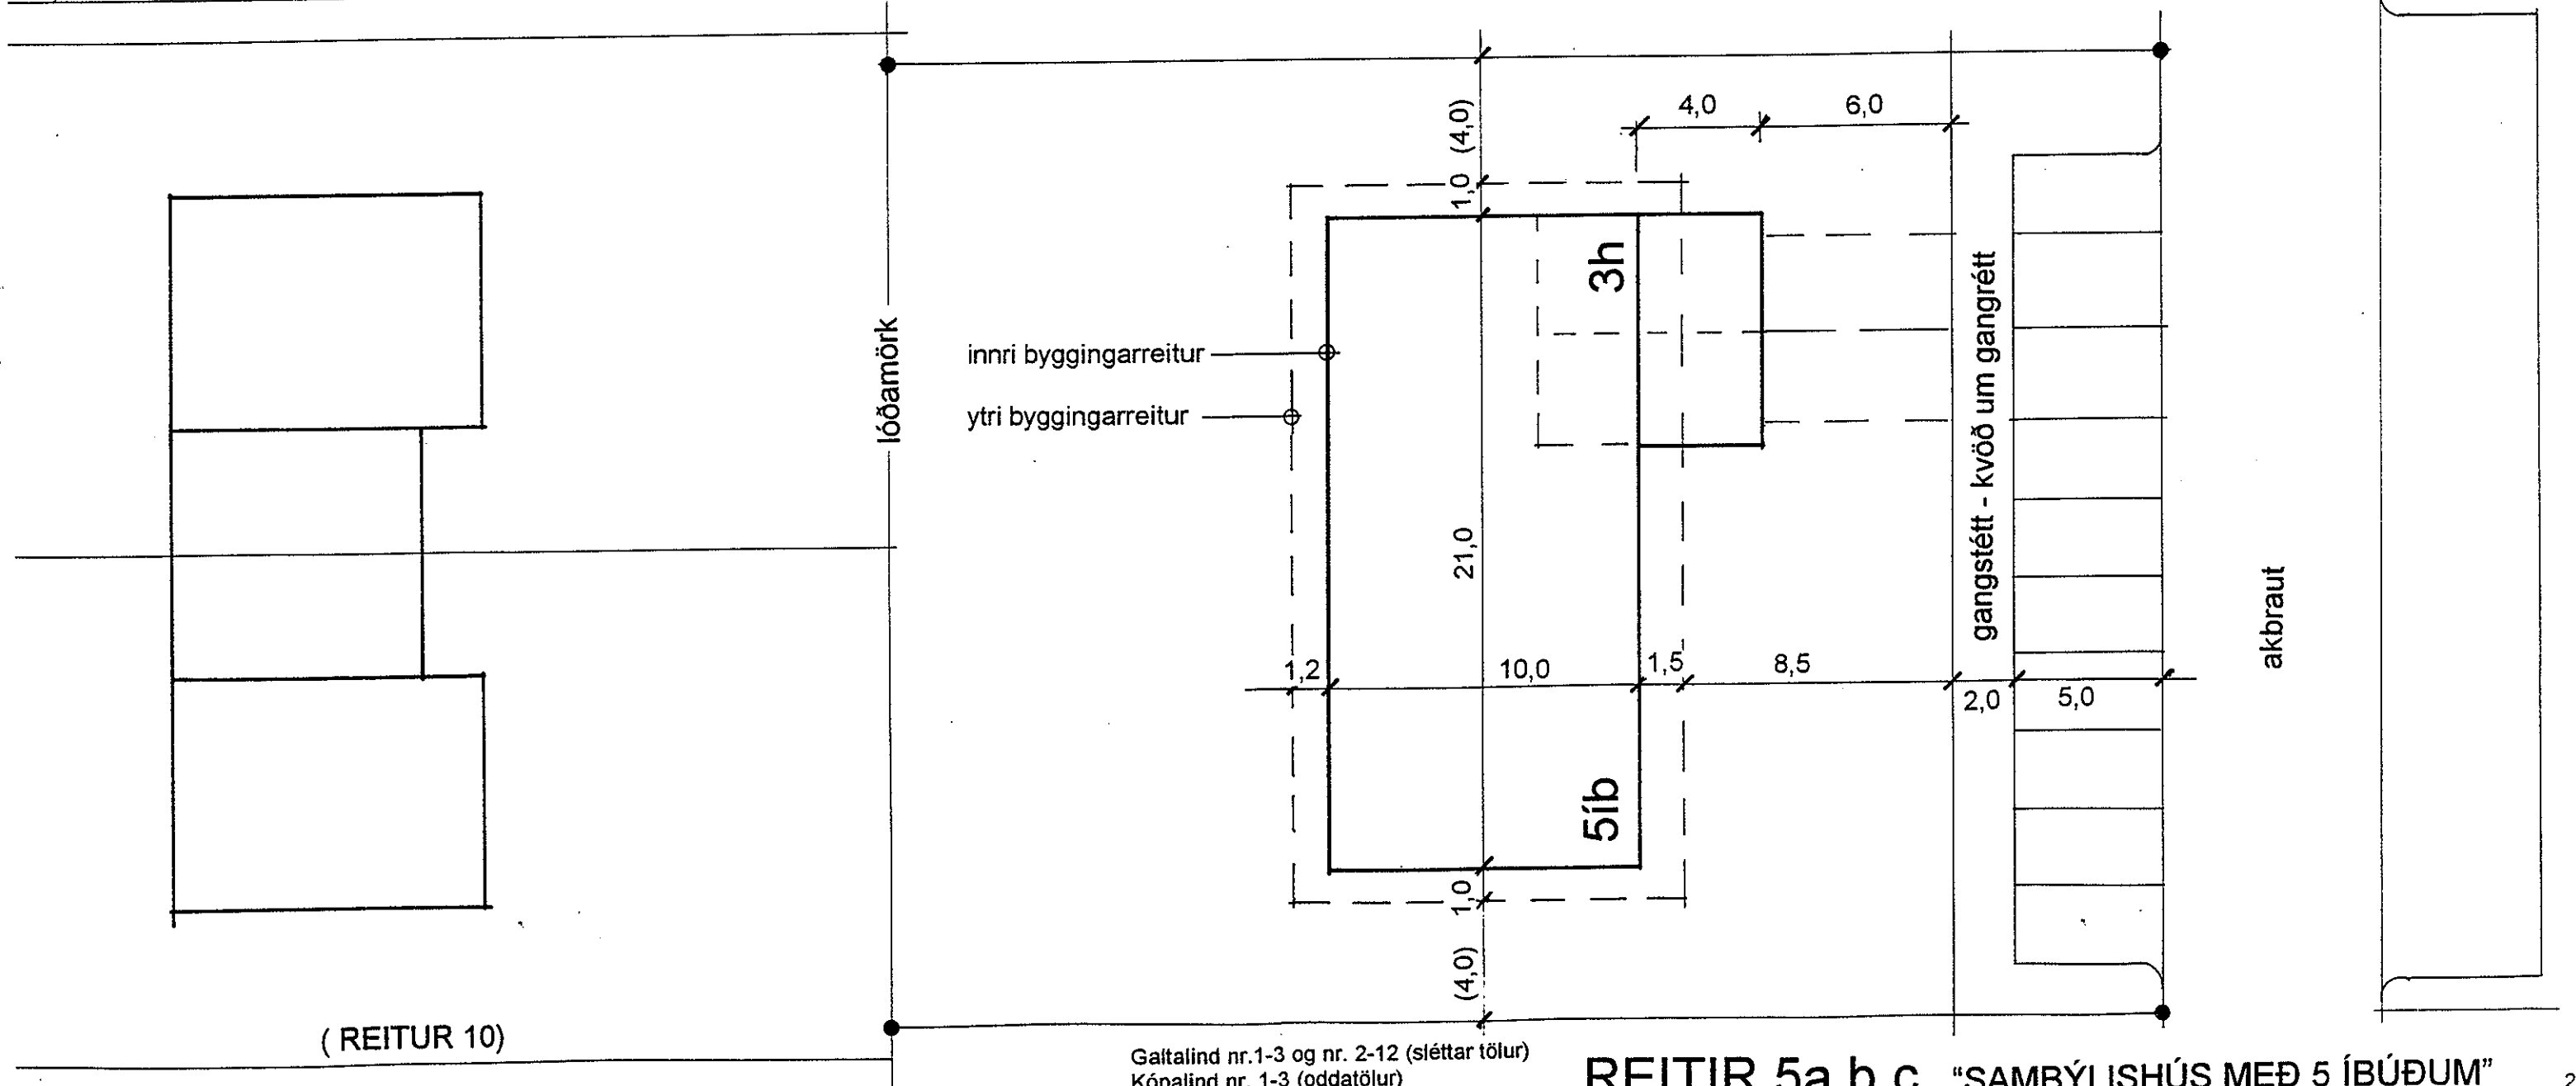 4,0
6,0
(4,0)
1,0
3h
innri byggingarreitur
ytri byggingarreitur
lóðamörk
gangstétt - kvöð um gangrétt
akbraut
21,0
1,2
10,0
1,5
8,5
2,0
5,0
5íb
1,0
(4,0)
( REITUR 10)
Galtalind nr.1-3 og nr. 2-12 (sléttar tölur)
Kópalind nr. 1-3 (oddatölur)
REITIR 5a b c "SAMBÝLISHÚS MEÐ 5 ÍBÚÐUM"